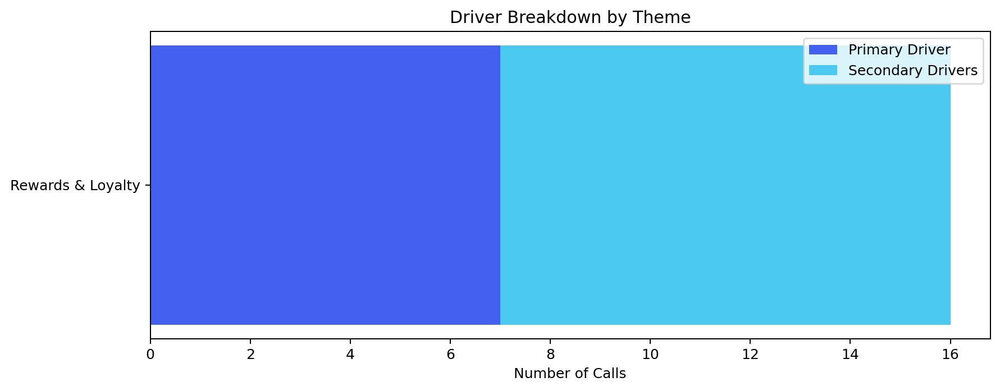 Driver Breakdown by Theme
Primary Driver
Secondary Drivers
Rewards & Loyalty
0 2 4 6 8 10 12 14 16
Number of Calls